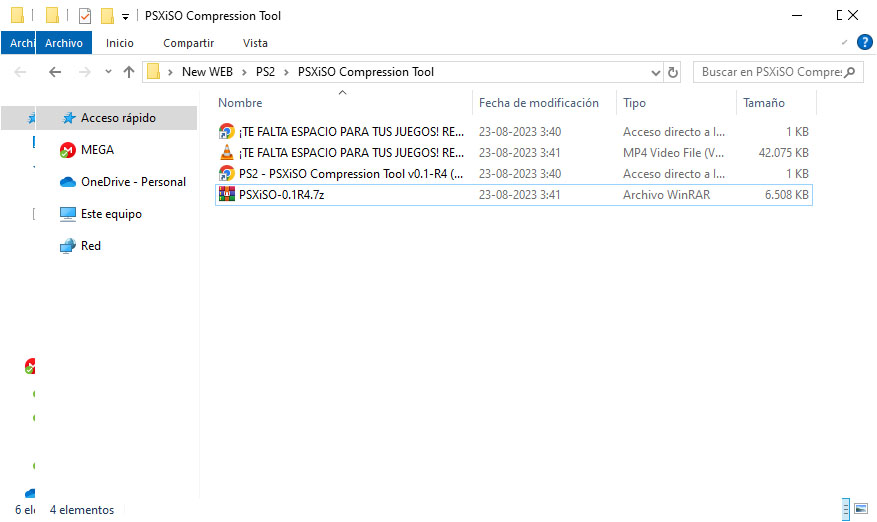 PSXiSO Compression Tool
Archi Archivo Inicio Compartir Vista
New WEB PS2 PSXiSO Compression Tool Buscar en PSXiSO Compre
Nombre Fecha de modificación Tipo Tamaño
Acceso rápido
¡TE FALTA ESPACIO PARA TUS JUEGOS! RE... 23-08-2023 3:40 Acceso directo a I... 1 KB
MEGA
¡TE FALTA ESPACIO PARA TUS JUEGOS! RE... 23-08-2023 3:41 MP4 Video File (V... 42.075 KB
PS2 - PSXiSO Compression Tool v0.1-R4 (... 23-08-2023 3:40 Acceso directo a I... 1 KB
OneDrive - Personal
PSXiSO-0.1R4.7z 23-08-2023 3:41 Archivo WinRAR 6.508 KB
Este equipo
Red
6 ele 4 elementos